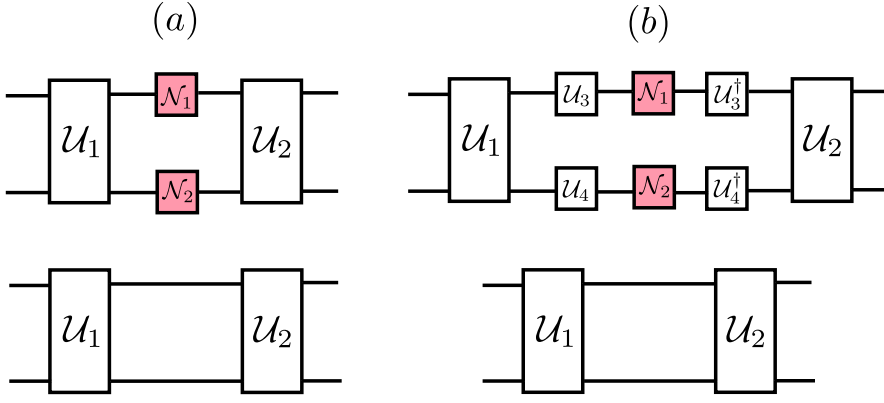 (a) (b)
𝒰₁ 𝒩₁ 𝒰₂ 𝒰₁ 𝒰₃ 𝒩₁ 𝒰₃† 𝒰₂
𝒩₂ 𝒰₄ 𝒩₂ 𝒰₄†
𝒰₁ 𝒰₂ 𝒰₁ 𝒰₂